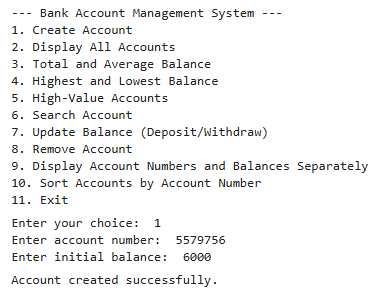 --- Bank Account Management System ---
1. Create Account
2. Display All Accounts
3. Total and Average Balance
4. Highest and Lowest Balance
5. High-Value Accounts
6. Search Account
7. Update Balance (Deposit/Withdraw)
8. Remove Account
9. Display Account Numbers and Balances Separately
10. Sort Accounts by Account Number
11. Exit
Enter your choice:  1
Enter account number:  5579756
Enter initial balance:  6000
Account created successfully.